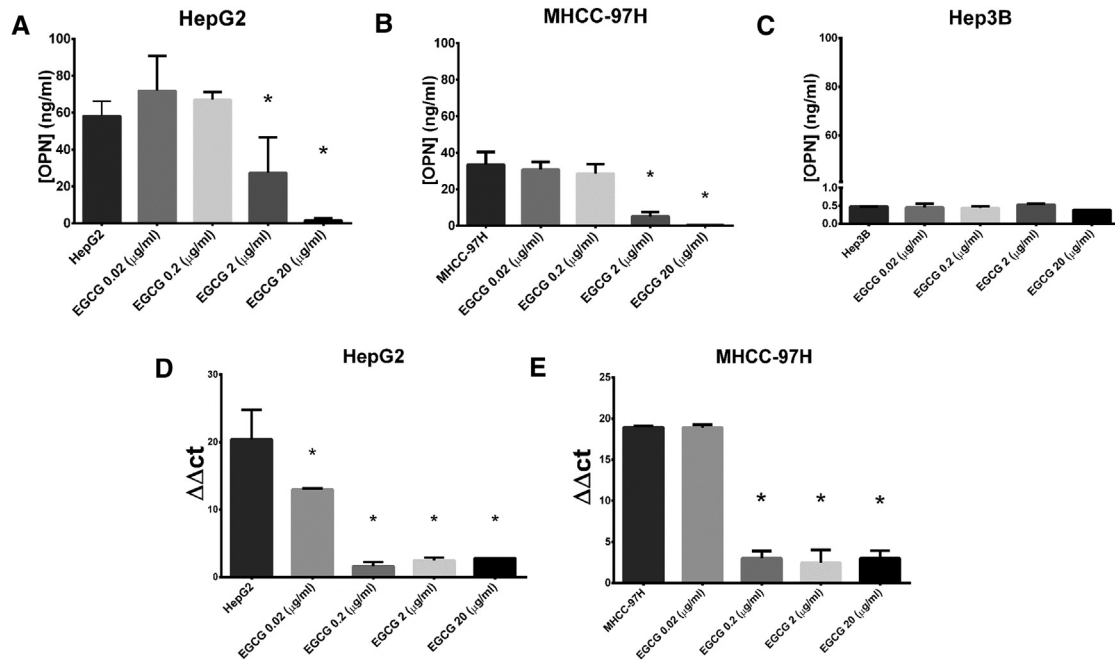 A
HepG2
[OPN] (ng/ml)
100
80
60
40
20
0
*
*
HepG2
EGCG 0.02 (μg/ml)
EGCG 0.2 (μg/ml)
EGCG 2 (μg/ml)
EGCG 20 (μg/ml)
B
MHCC-97H
[OPN] (ng/ml)
100
80
60
40
20
0
*
*
MHCC-97H
EGCG 0.02 (μg/ml)
EGCG 0.2 (μg/ml)
EGCG 2 (μg/ml)
EGCG 20 (μg/ml)
C
Hep3B
[OPN] (ng/ml)
100
80
60
1.0
0.5
0.0
Hep3B
EGCG 0.02 (μg/ml)
EGCG 0.2 (μg/ml)
EGCG 2 (μg/ml)
EGCG 20 (μg/ml)
D
HepG2
ΔΔct
30
20
10
0
*
*
*
*
HepG2
EGCG 0.02 (μg/ml)
EGCG 0.2 (μg/ml)
EGCG 2 (μg/ml)
EGCG 20 (μg/ml)
E
MHCC-97H
ΔΔct
25
20
15
10
5
0
*
*
*
MHCC-97H
EGCG 0.02 (μg/ml)
EGCG 0.2 (μg/ml)
EGCG 2 (μg/ml)
EGCG 20 (μg/ml)